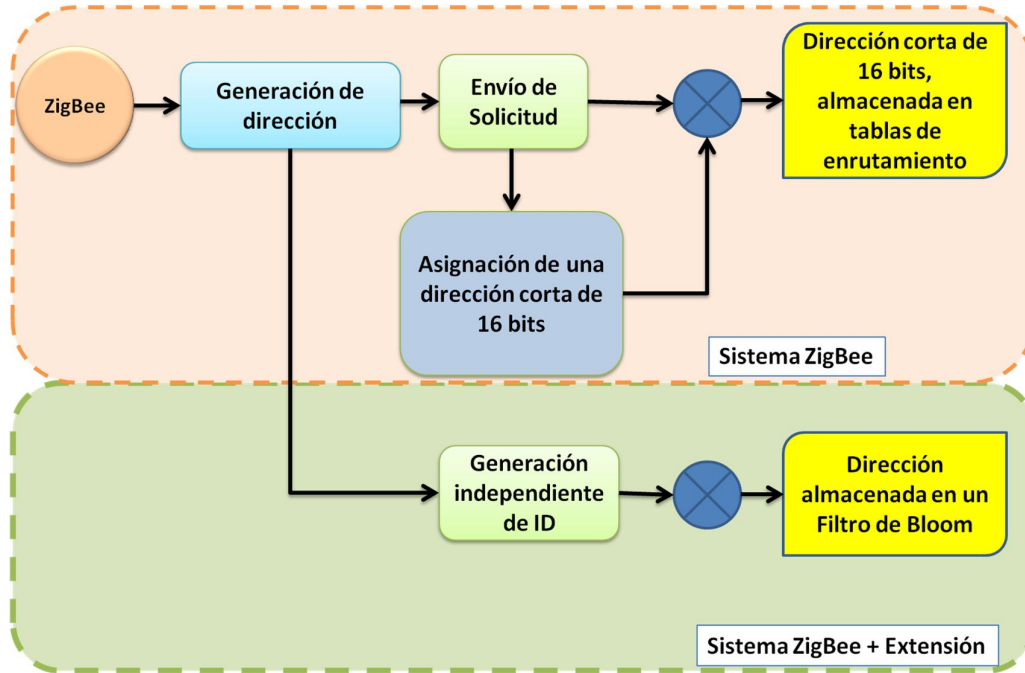 ZigBee
Generación de
dirección
Envío de
Solicitud
Dirección corta de
16 bits,
almacenada en
tablas de
enrutamiento
Asignación de una
dirección corta de
16 bits
Sistema ZigBee
Generación
independiente
de ID
Dirección
almacenada en un
Filtro de Bloom
Sistema ZigBee + Extensión